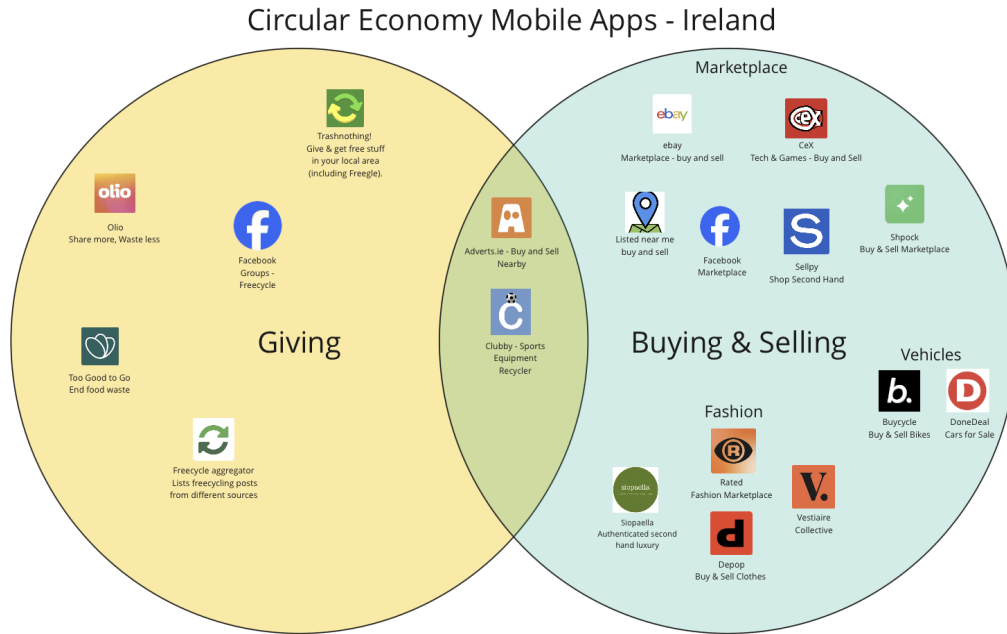 Circular Economy Mobile Apps - Ireland
Trashnothing!
Give & get free stuff
in your local area
(including Freegle).
olio
Olio
Share more, Waste less
Facebook
Groups -
Freecycle
Giving
Too Good to Go
End food waste
Freecycle aggregator
Lists freecycling posts
from different sources
Adverts.ie - Buy and Sell
Nearby
Ċ
Clubby - Sports
Equipment
Recycler
Marketplace
ebay
ebay
Marketplace - buy and sell
CeX
CeX
Tech & Games - Buy and Sell
Listed near me
buy and sell
Facebook
Marketplace
S
Sellpy
Shop Second Hand
Shpock
Buy & Sell Marketplace
Buying & Selling
Vehicles
b.
Buycycle
Buy & Sell Bikes
D
DoneDeal
Cars for Sale
Fashion
R
Rated
Fashion Marketplace
siopaella
Siopaella
Authenticated second
hand luxury
V.
Vestiaire
Collective
d
Depop
Buy & Sell Clothes